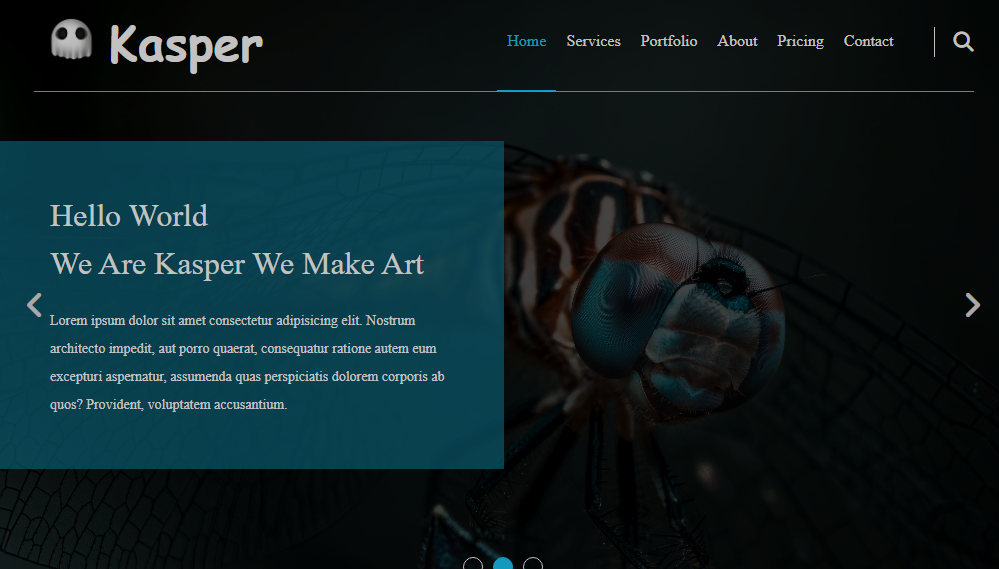 Kasper
Home Services Portfolio About Pricing Contact
Hello World
We Are Kasper We Make Art
Lorem ipsum dolor sit amet consectetur adipisicing elit. Nostrum
architecto impedit, aut porro quaerat, consequatur ratione autem eum
excepturi aspernatur, assumenda quas perspiciatis dolorem corporis ab
quos? Provident, voluptatem accusantium.